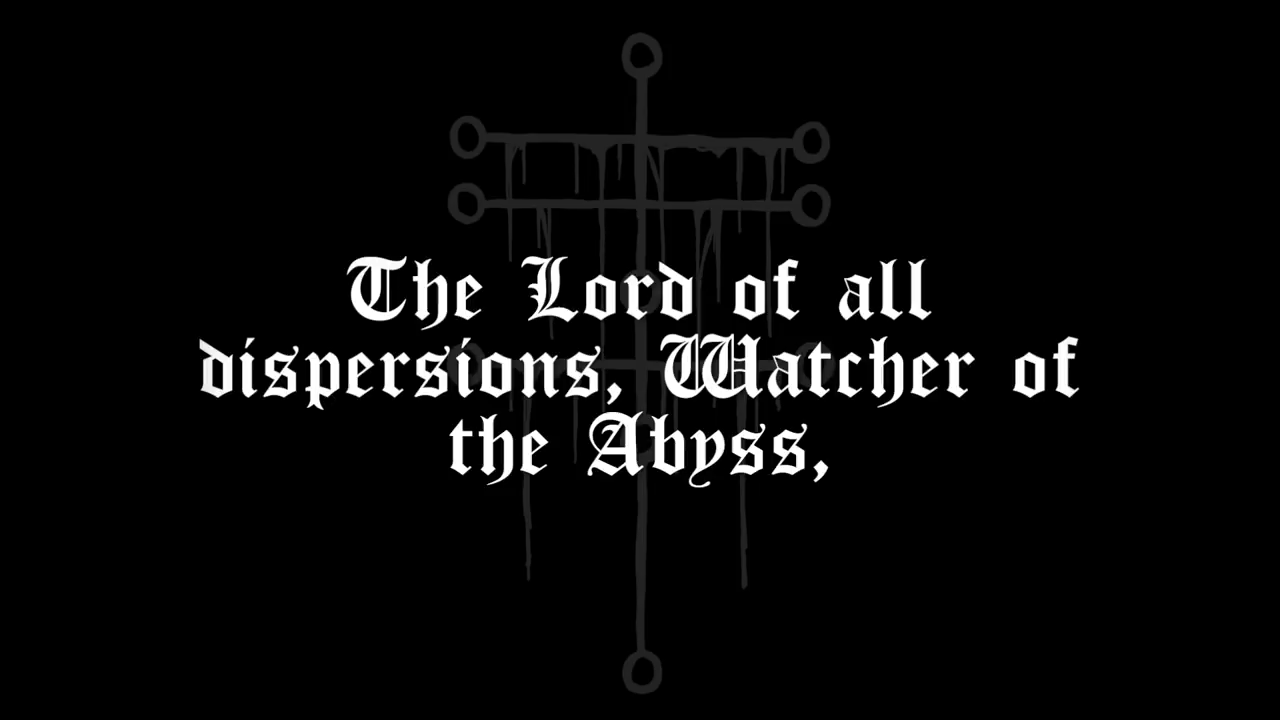 The Lord of all
dispersions, Watcher of
the Abyss,